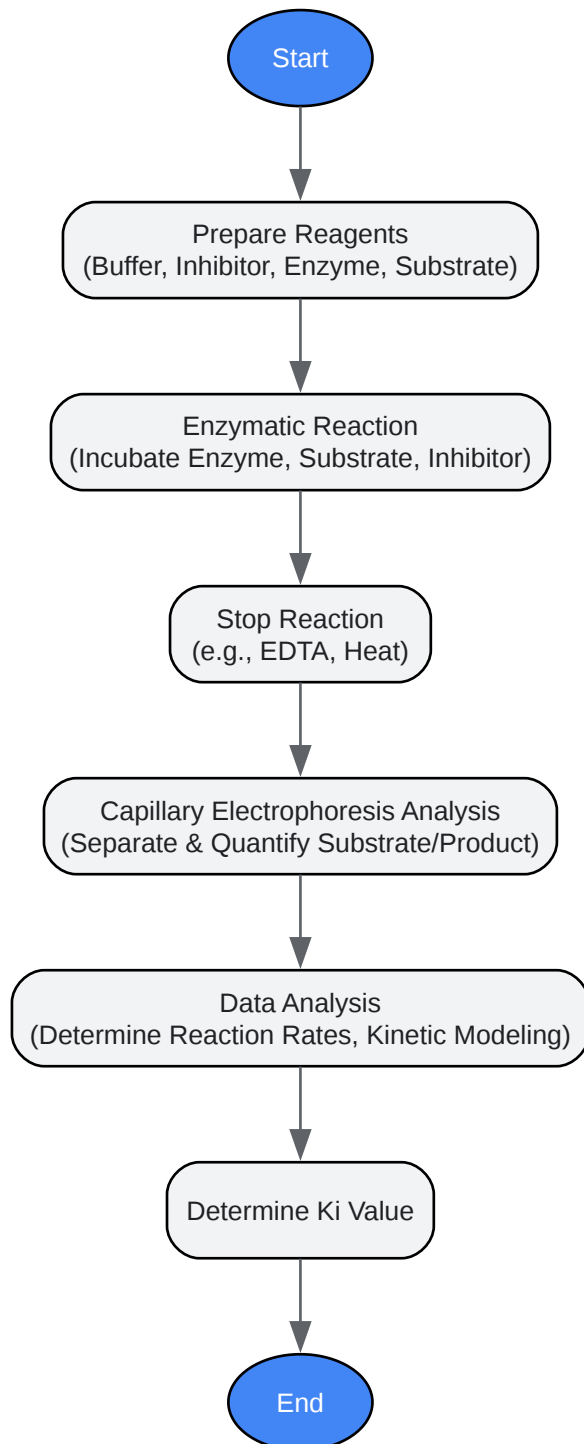 Start
Prepare Reagents
(Buffer, Inhibitor, Enzyme, Substrate)
Enzymatic Reaction
(Incubate Enzyme, Substrate, Inhibitor)
Stop Reaction
(e.g., EDTA, Heat)
Capillary Electrophoresis Analysis
(Separate & Quantify Substrate/Product)
Data Analysis
(Determine Reaction Rates, Kinetic Modeling)
Determine Ki Value
End